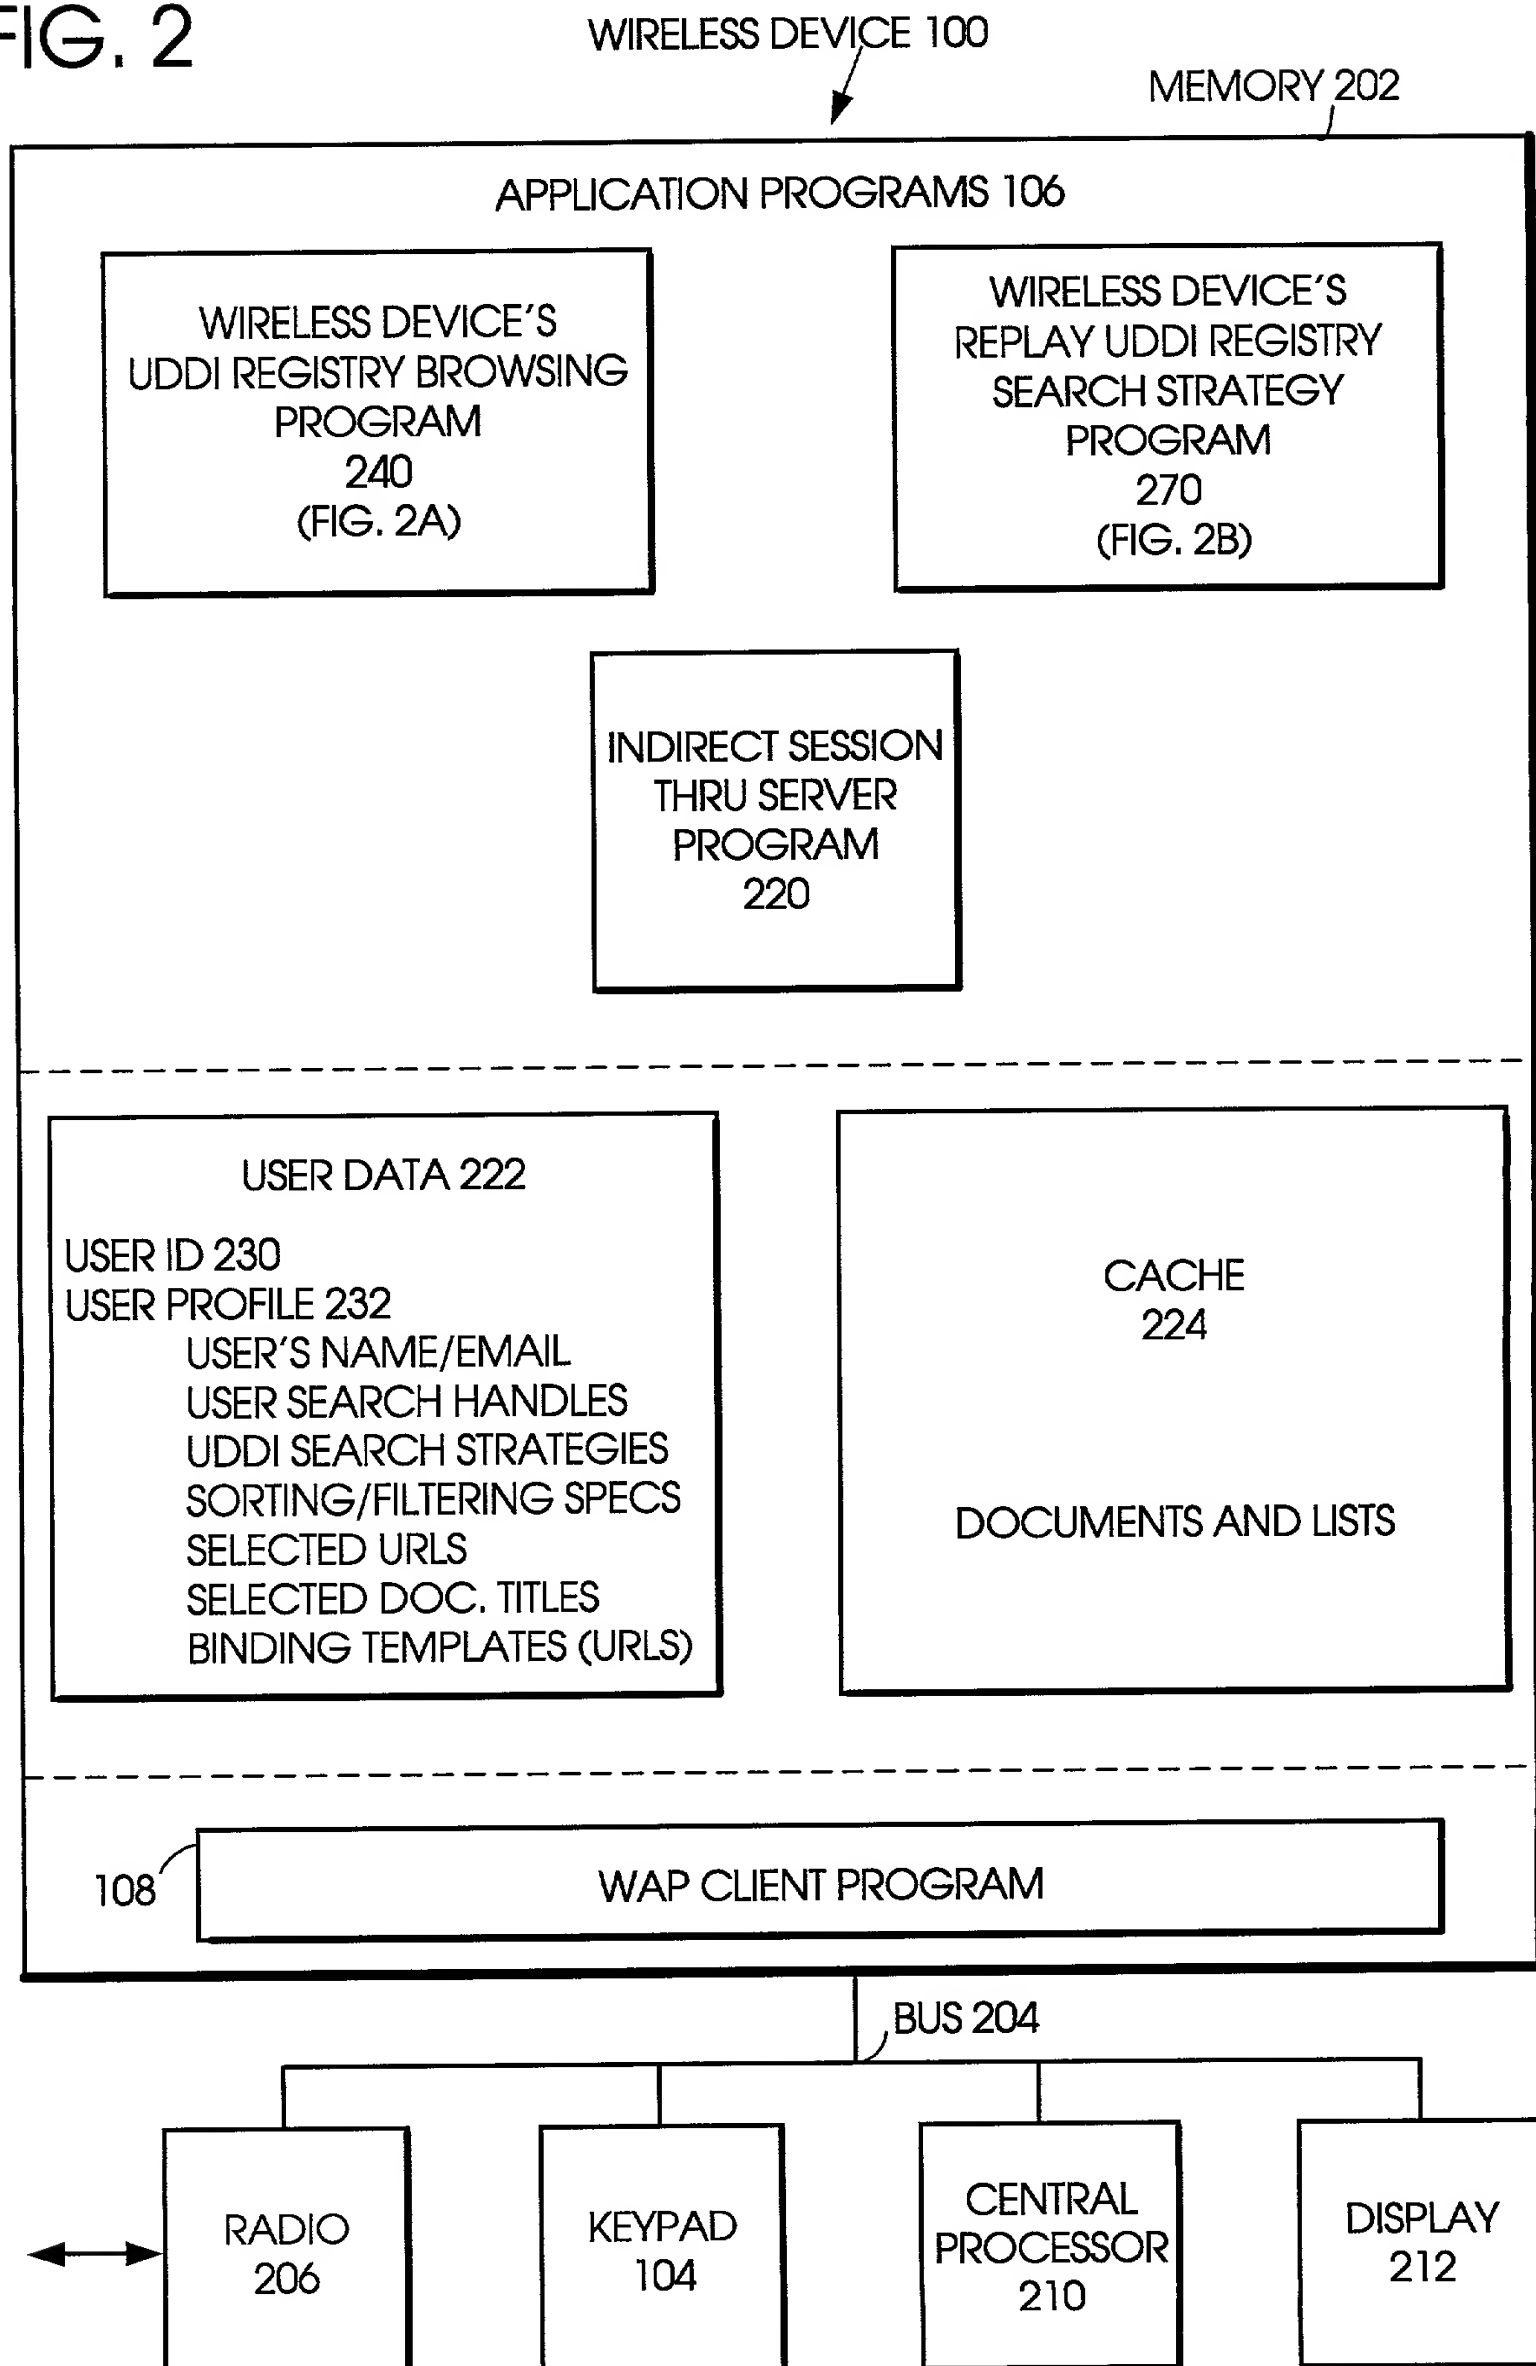 FIG. 2
WIRELESS DEVICE 100
MEMORY 202
APPLICATION PROGRAMS 106
WIRELESS DEVICE'S
UDDI REGISTRY BROWSING
PROGRAM
240
(FIG. 2A)
WIRELESS DEVICE'S
REPLAY UDDI REGISTRY
SEARCH STRATEGY
PROGRAM
270
(FIG. 2B)
INDIRECT SESSION
THRU SERVER
PROGRAM
220
USER DATA 222
USER ID 230
USER PROFILE 232
USER'S NAME/EMAIL
USER SEARCH HANDLES
UDDI SEARCH STRATEGIES
SORTING/FILTERING SPECS
SELECTED URLS
SELECTED DOC. TITLES
BINDING TEMPLATES (URLS)
CACHE
224
DOCUMENTS AND LISTS
108
WAP CLIENT PROGRAM
BUS 204
RADIO
206
KEYPAD
104
CENTRAL
PROCESSOR
210
DISPLAY
212